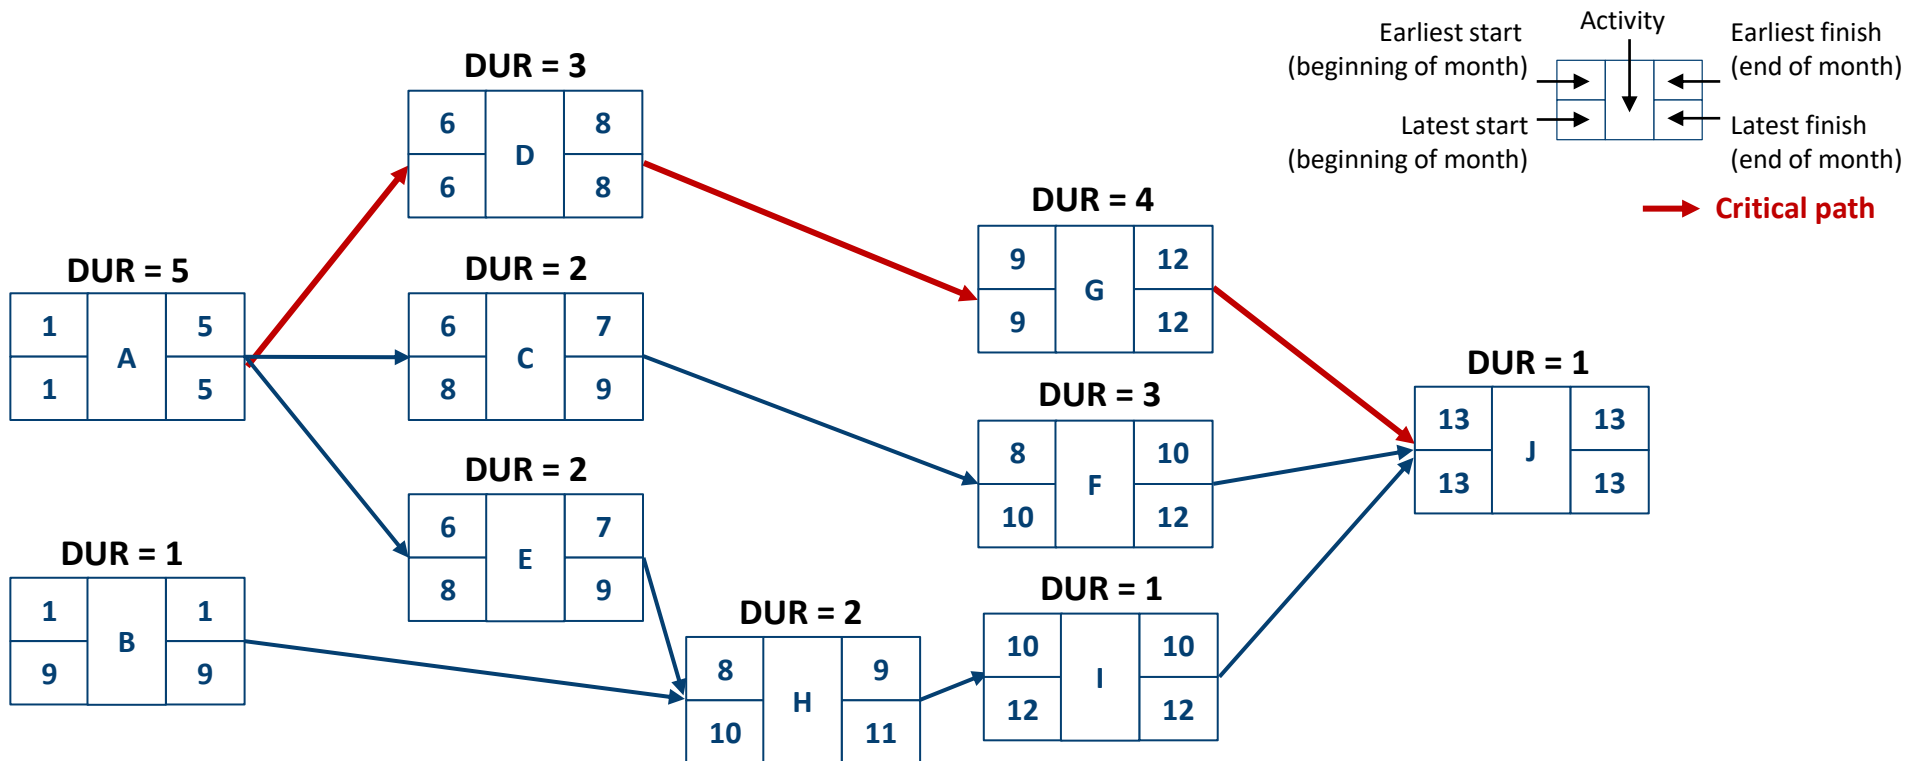 Activity
Earliest start
(beginning of month)
Earliest finish
(end of month)
Latest start
(beginning of month)
Latest finish
(end of month)
Critical path
DUR = 3
6 D 8
6 8
DUR = 5
1 A 5
1 5
DUR = 2
6 C 7
8 9
DUR = 2
6 E 7
8 9
DUR = 1
1 B 1
9 9
DUR = 2
8 H 9
10 11
DUR = 4
9 G 12
9 12
DUR = 3
8 F 10
10 12
DUR = 1
10 I 10
12 12
DUR = 1
13 J 13
13 13